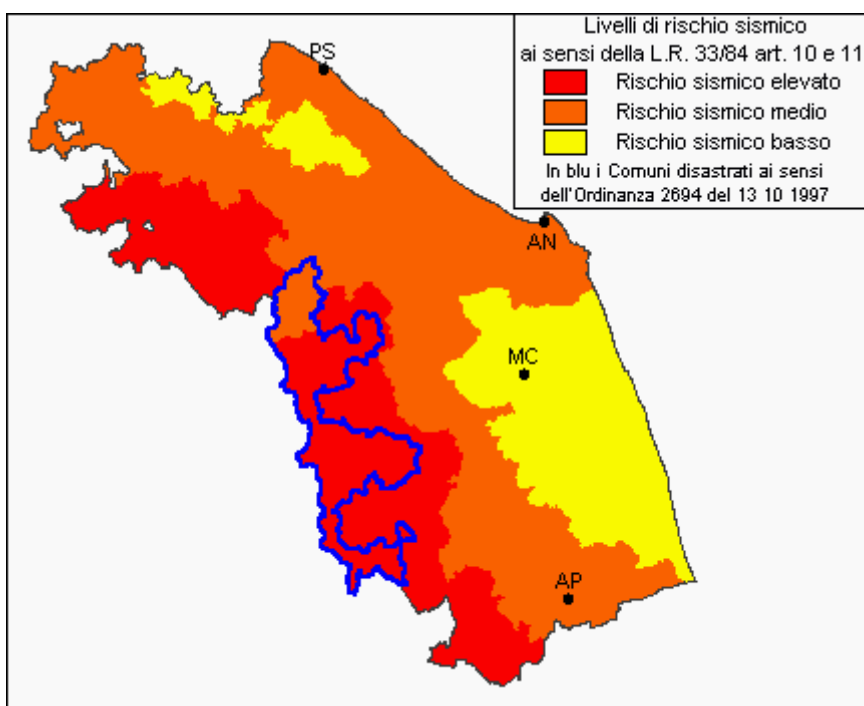 Livelli di rischio sismico
ai sensi della L.R. 33/84 art. 10 e 11
Rischio sismico elevato
Rischio sismico medio
Rischio sismico basso
In blu i Comuni disastrati ai sensi
dell'Ordinanza 2694 del 13 10 1997
PS
AN
MC
AP